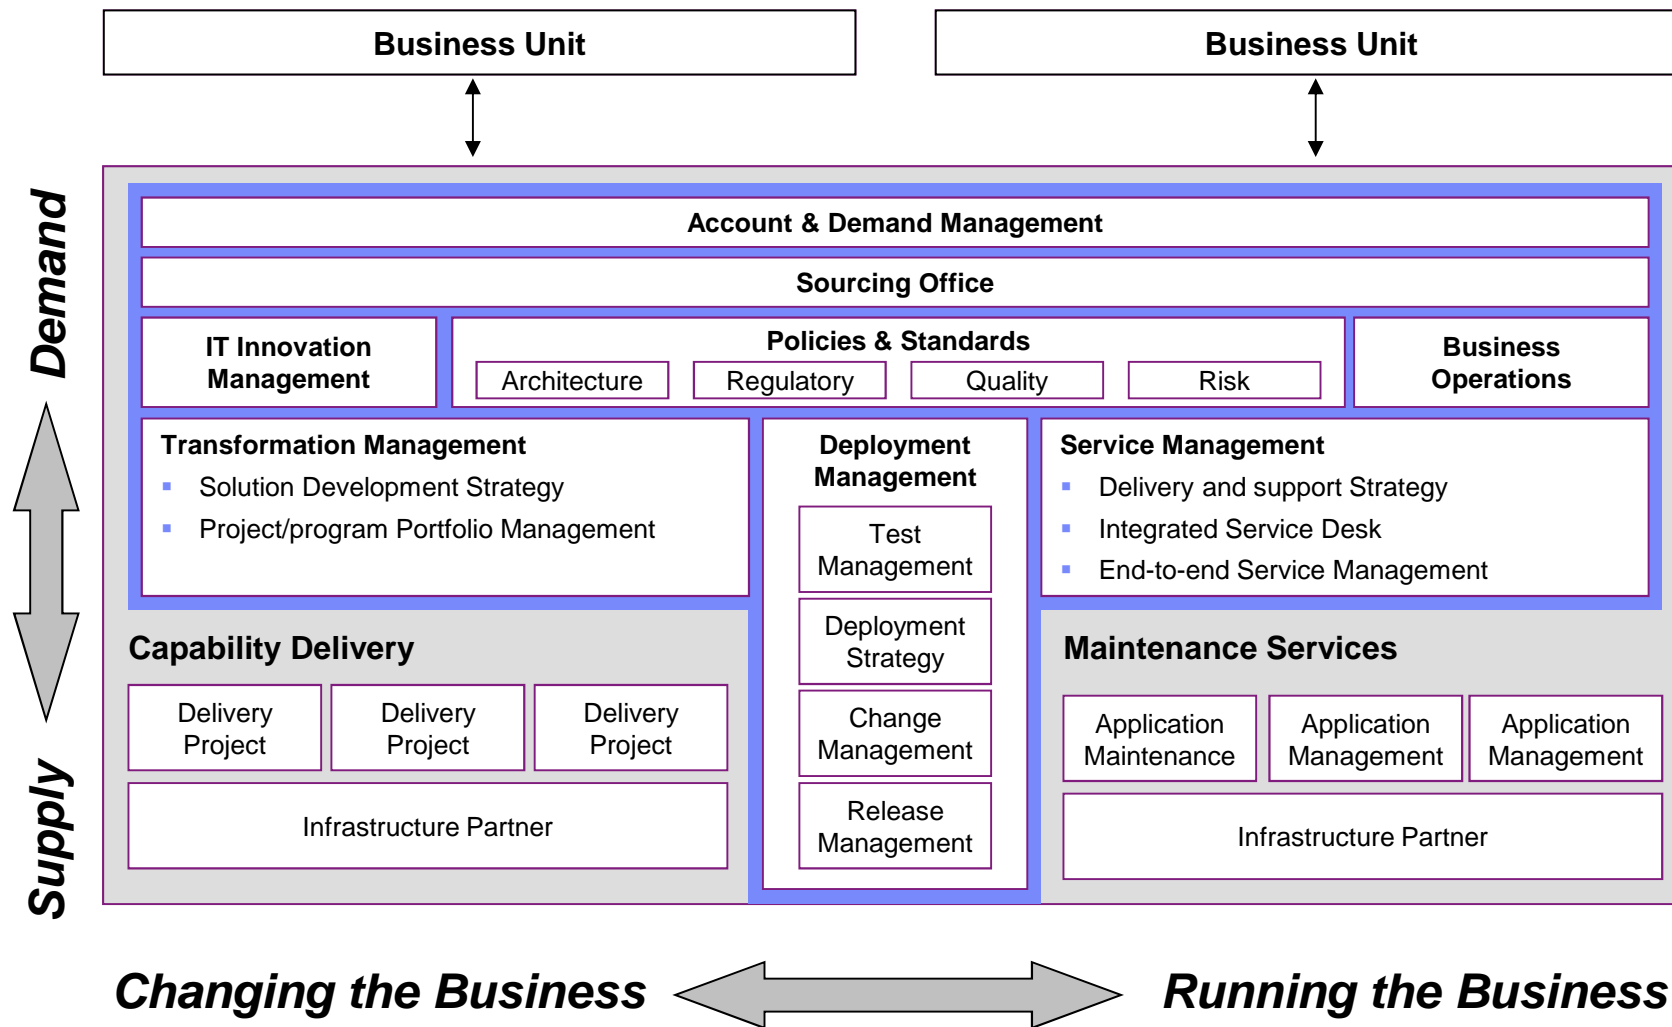 Business Unit
Business Unit
Demand
Supply
Account & Demand Management
Sourcing Office
IT Innovation
Management
Policies & Standards
Architecture
Regulatory
Quality
Risk
Business
Operations
Transformation Management
Solution Development Strategy
Project/program Portfolio Management
Deployment
Management
Test
Management
Deployment
Strategy
Change
Management
Release
Management
Service Management
Delivery and support Strategy
Integrated Service Desk
End-to-end Service Management
Capability Delivery
Delivery
Project
Delivery
Project
Delivery
Project
Infrastructure Partner
Maintenance Services
Application
Maintenance
Application
Management
Application
Management
Infrastructure Partner
Changing the Business
Running the Business